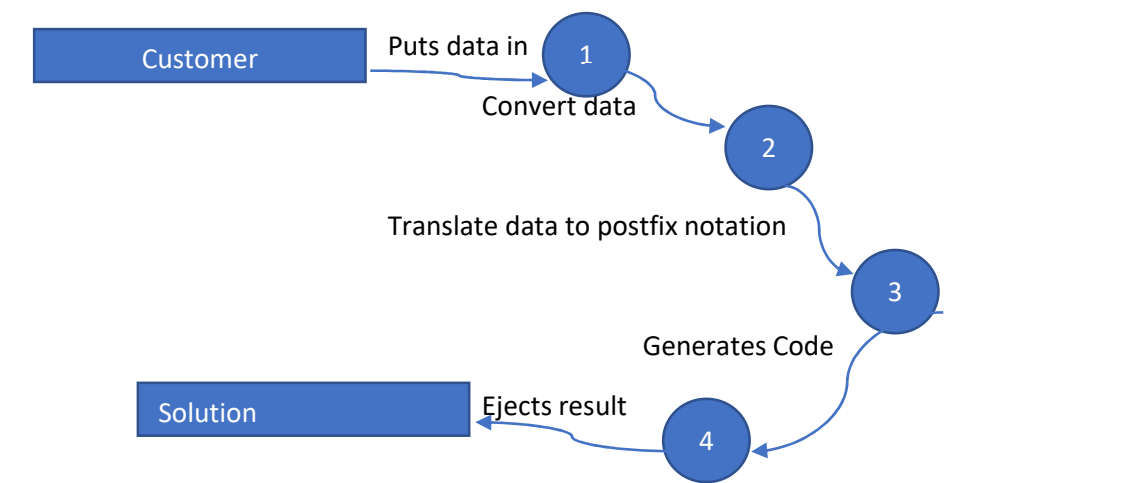 Customer
Puts data in
1
Convert data
2
Translate data to postfix notation
3
Generates Code
Solution
Ejects result
4